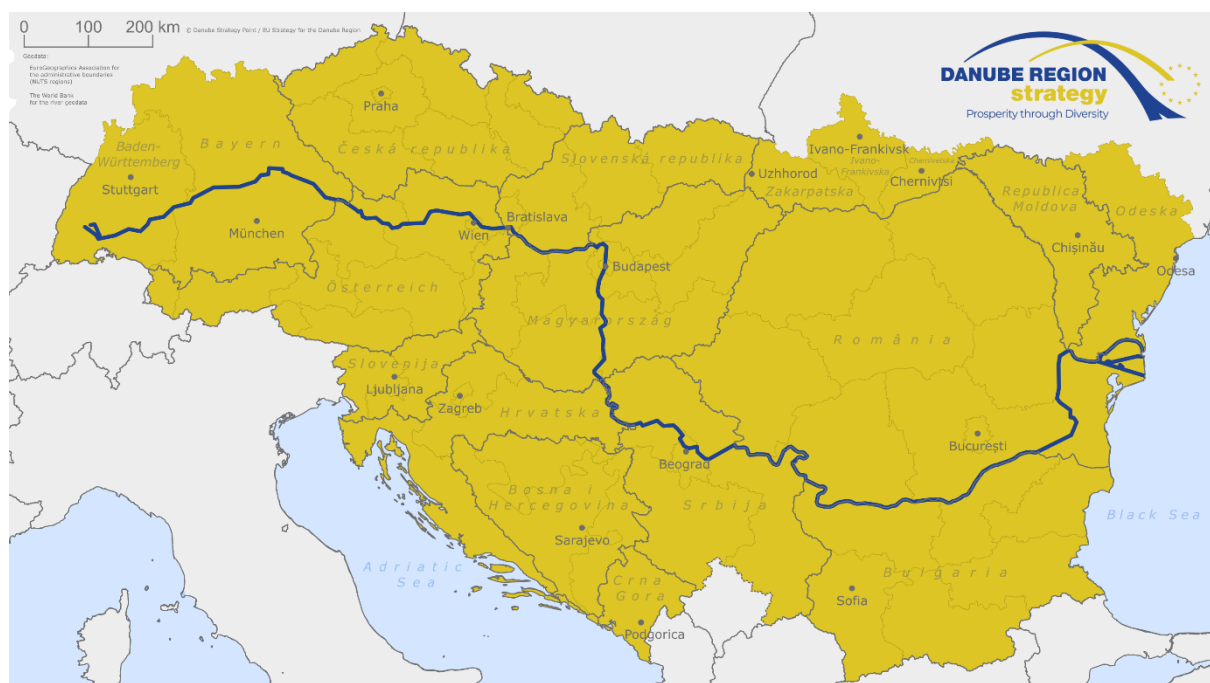 0 100 200 km
© Danube Strategy Point / EU Strategy for the Danube Region
Geodata:
EuroGeographics Association for
the administrative boundaries
(NUTS regions)
The World Bank
for the river geodata
DANUBE REGION
strategy
Prosperity through Diversity
Praha
Baden-
Württemberg
Bayern
Česká republika
Stuttgart
München
Slovenská republika
Ivano-Frankivsk
Ivano-
Frankivska
Chernivetska
Uzhhorod
Zakarpatska
Chernivtsi
Republica
Moldova
Odeska
Bratislava
Wien
Chișinău
Budapest
Odesa
Österreich
Magyarország
România
Slovenija
Ljubljana
Zagreb
Hrvatska
București
Beograd
Bosna i
Hercegovina
Srbija
Black Sea
Sarajevo
Adriatic
Sea
Crna
Gora
Bulgaria
Sofia
Podgorica